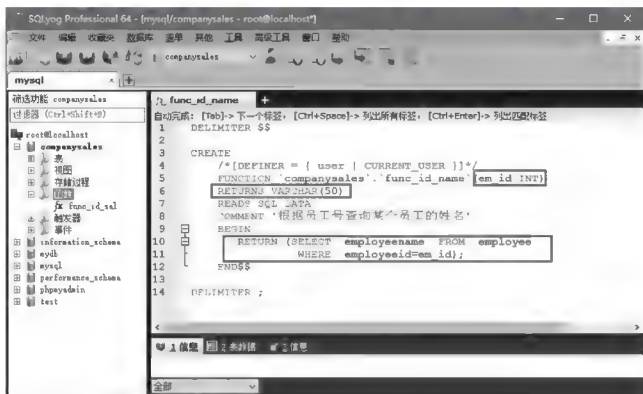 SQLyog Professional 64 - [mysql/companysales - root@localhost*]
文件 编辑 收藏夹 数据库 表单 其他 工具 高级工具 窗口 帮助
companysales
mysql
筛选功能 companysales
过滤器 (Ctrl+Shift+B)
root@localhost
companysales
表
视图
存储过程
函数
func_id_sal
触发器
事件
information_schema
mydb
mysql
performance_schema
phpmyadmin
test
func_id_name
自动完成: [Tab]-> 下一个标签, [Ctrl+Space]-> 列出所有标签, [Ctrl+Enter]-> 列出匹配标签
1 DELIMITER $$
2
3 CREATE
4 /*[DEFINER = { user | CURRENT_USER }]*/
5 FUNCTION `companysales`.`func_id_name`(em_id INT)
6 RETURNS VARCHAR(50)
7 READS SQL DATA
8 COMMENT '根据员工号查询某个员工的姓名'
9 BEGIN
10 RETURN (SELECT employeename FROM employee
11 WHERE employeeid=em_id);
12 END$$
13
14 DELIMITER ;
1 信息 2 表数据 3 信息
全部